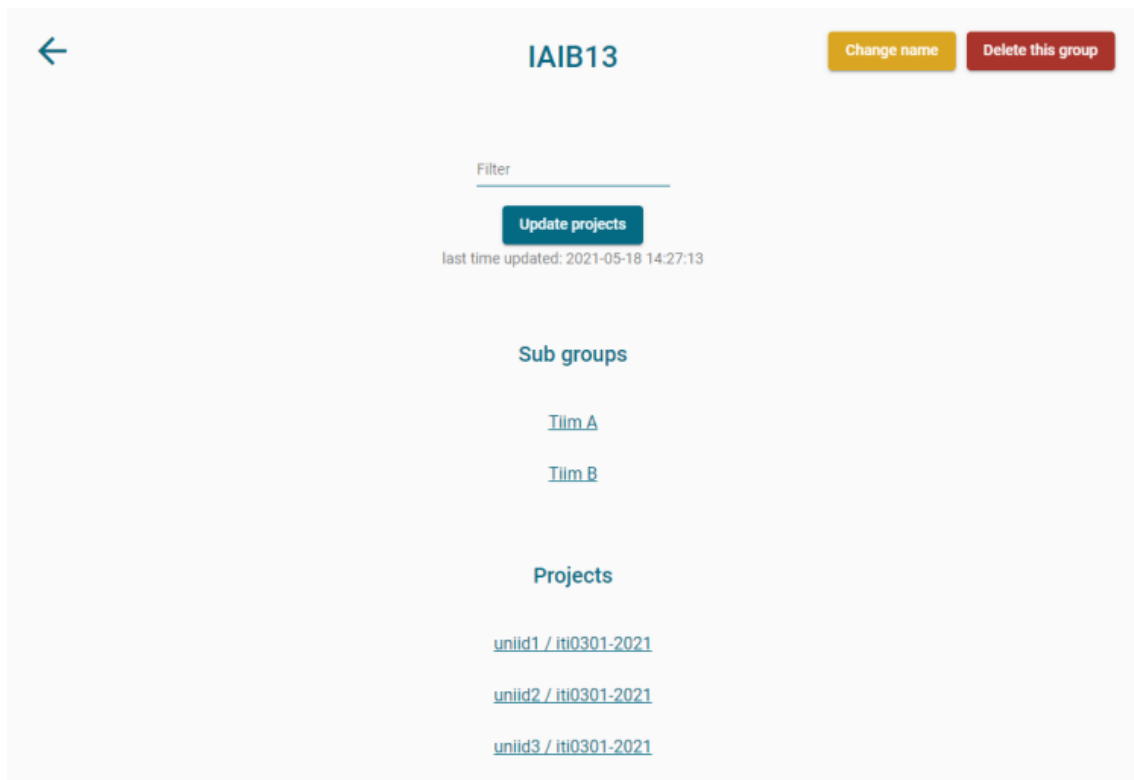 IAIB13
Change name
Delete this group
Filter
Update projects
last time updated: 2021-05-18 14:27:13
Sub groups
Tiim A
Tiim B
Projects
uniid1 / iti0301-2021
uniid2 / iti0301-2021
uniid3 / iti0301-2021